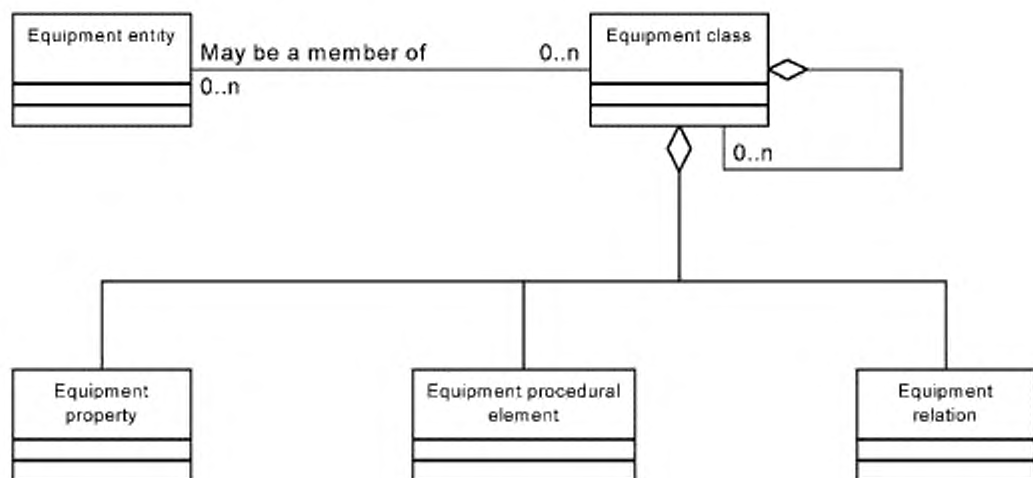 Equipment entity
May be a member of
0..n
0..n
Equipment class
0..n
Equipment
property
Equipment procedural
element
Equipment
relation